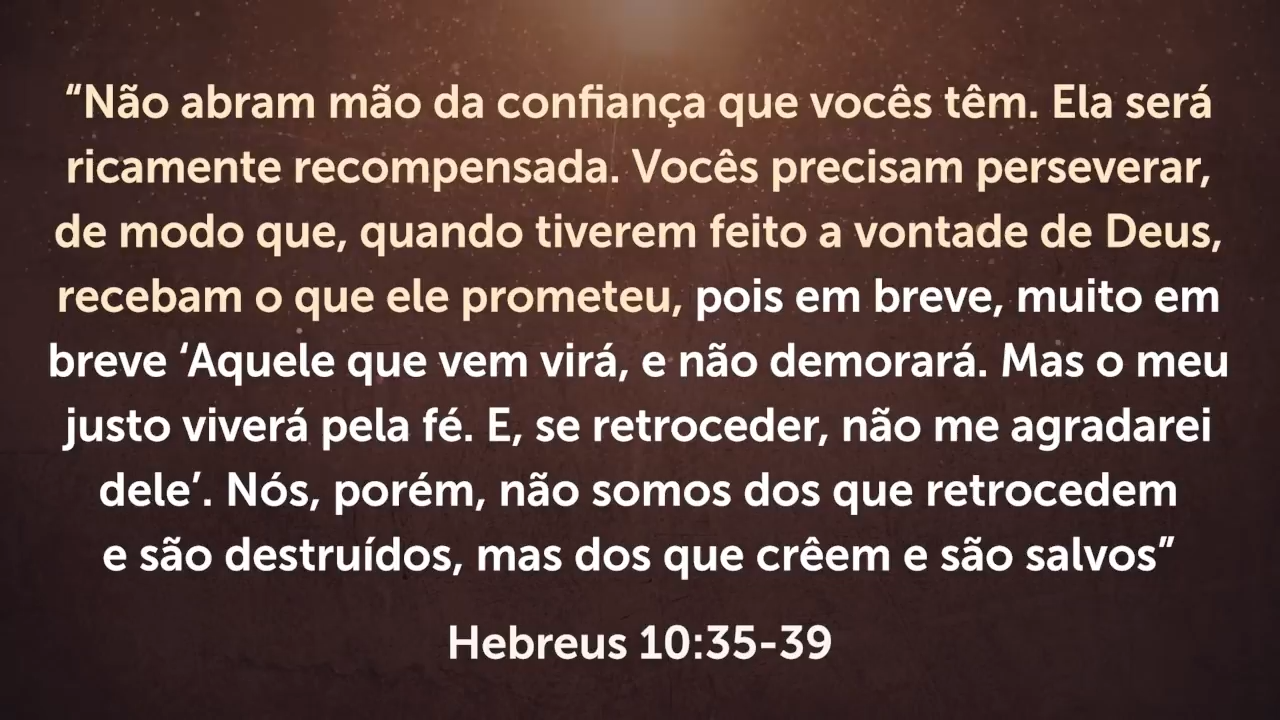 “Não abram mão da confiança que vocês têm. Ela será
ricamente recompensada. Vocês precisam perseverar,
de modo que, quando tiverem feito a vontade de Deus,
recebam o que ele prometeu, pois em breve, muito em
breve ‘Aquele que vem virá, e não demorará. Mas o meu
justo viverá pela fé. E, se retroceder, não me agradarei
dele’. Nós, porém, não somos dos que retrocedem
e são destruídos, mas dos que crêem e são salvos”
Hebreus 10:35-39